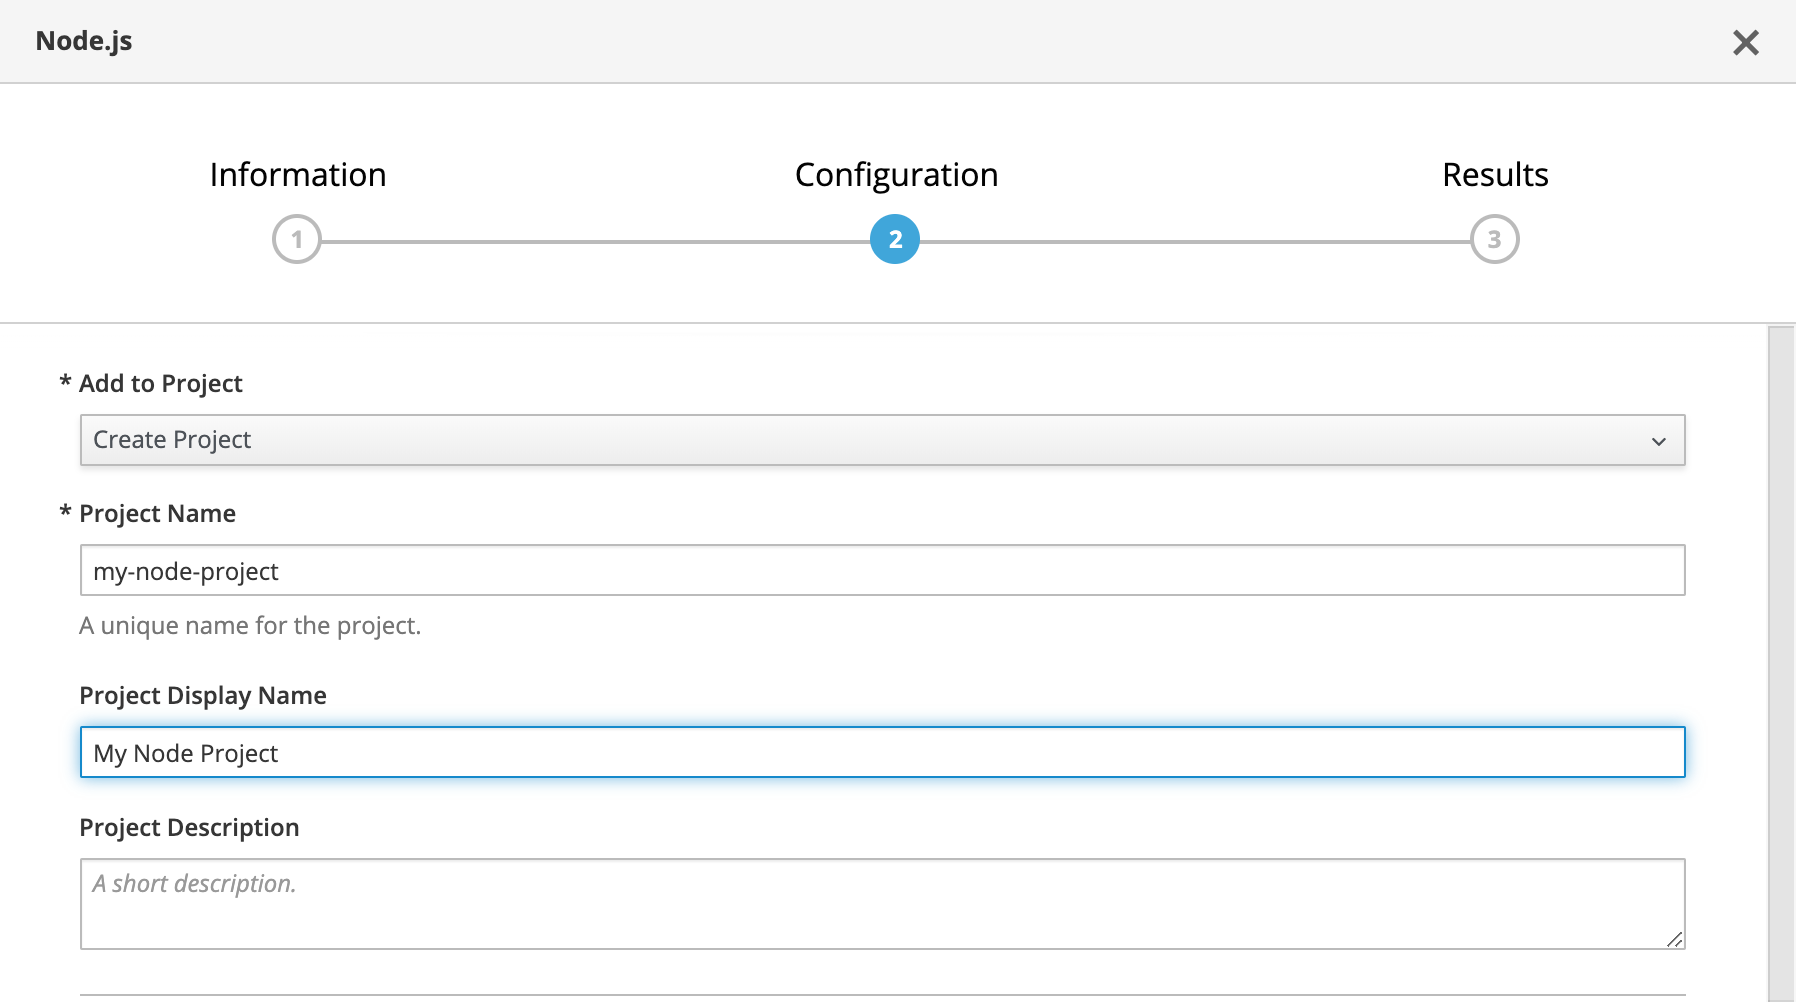 Node.js
Information
Configuration
Results
1
2
3
* Add to Project
Create Project
* Project Name
my-node-project
A unique name for the project.
Project Display Name
My Node Project
Project Description
A short description.